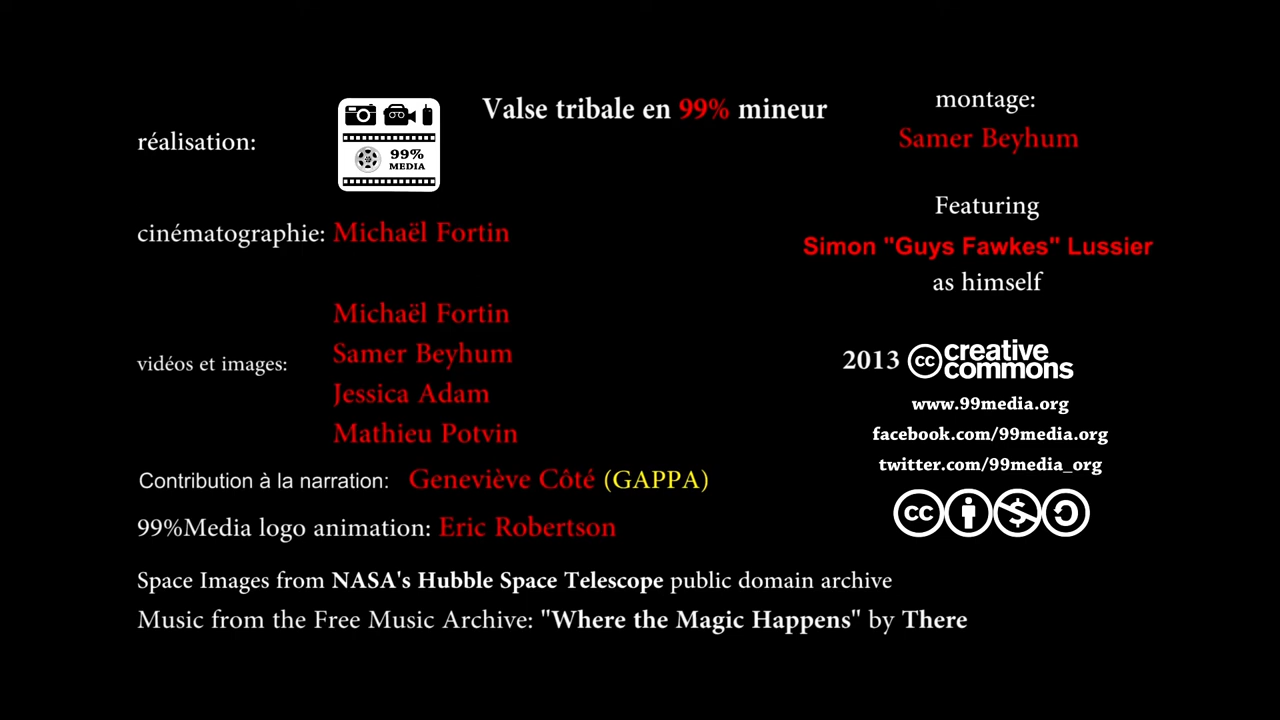 Valse tribale en 99% mineur
réalisation:
99%
MEDIA
cinématographie: Michaël Fortin
vidéos et images:
Michaël Fortin
Samer Beyhum
Jessica Adam
Mathieu Potvin
Contribution à la narration: Geneviève Côté (GAPPA)
99%Media logo animation: Eric Robertson
Space Images from NASA's Hubble Space Telescope public domain archive
Music from the Free Music Archive: "Where the Magic Happens" by There
montage:
Samer Beyhum
Featuring
Simon "Guys Fawkes" Lussier
as himself
2013 cc creative commons
www.99media.org
facebook.com/99media.org
twitter.com/99media_org
cc